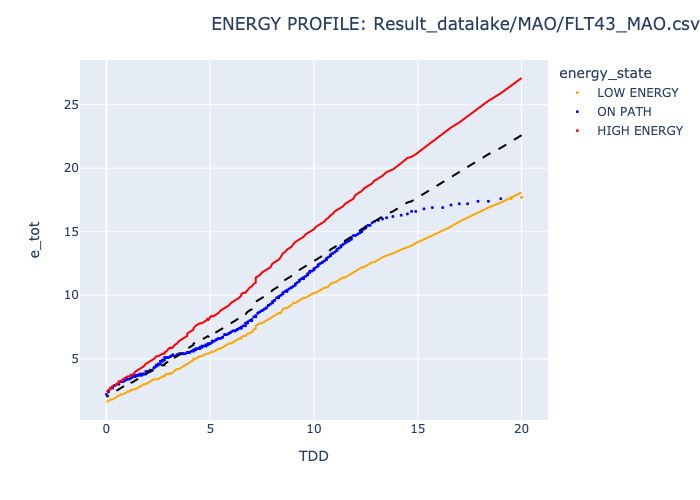 ENERGY PROFILE: Result_datalake/MAO/FLT43_MAO.csv
energy_state
LOW ENERGY
ON PATH
HIGH ENERGY
25
20
15
10
5
e_tot
0
5
10
15
20
TDD